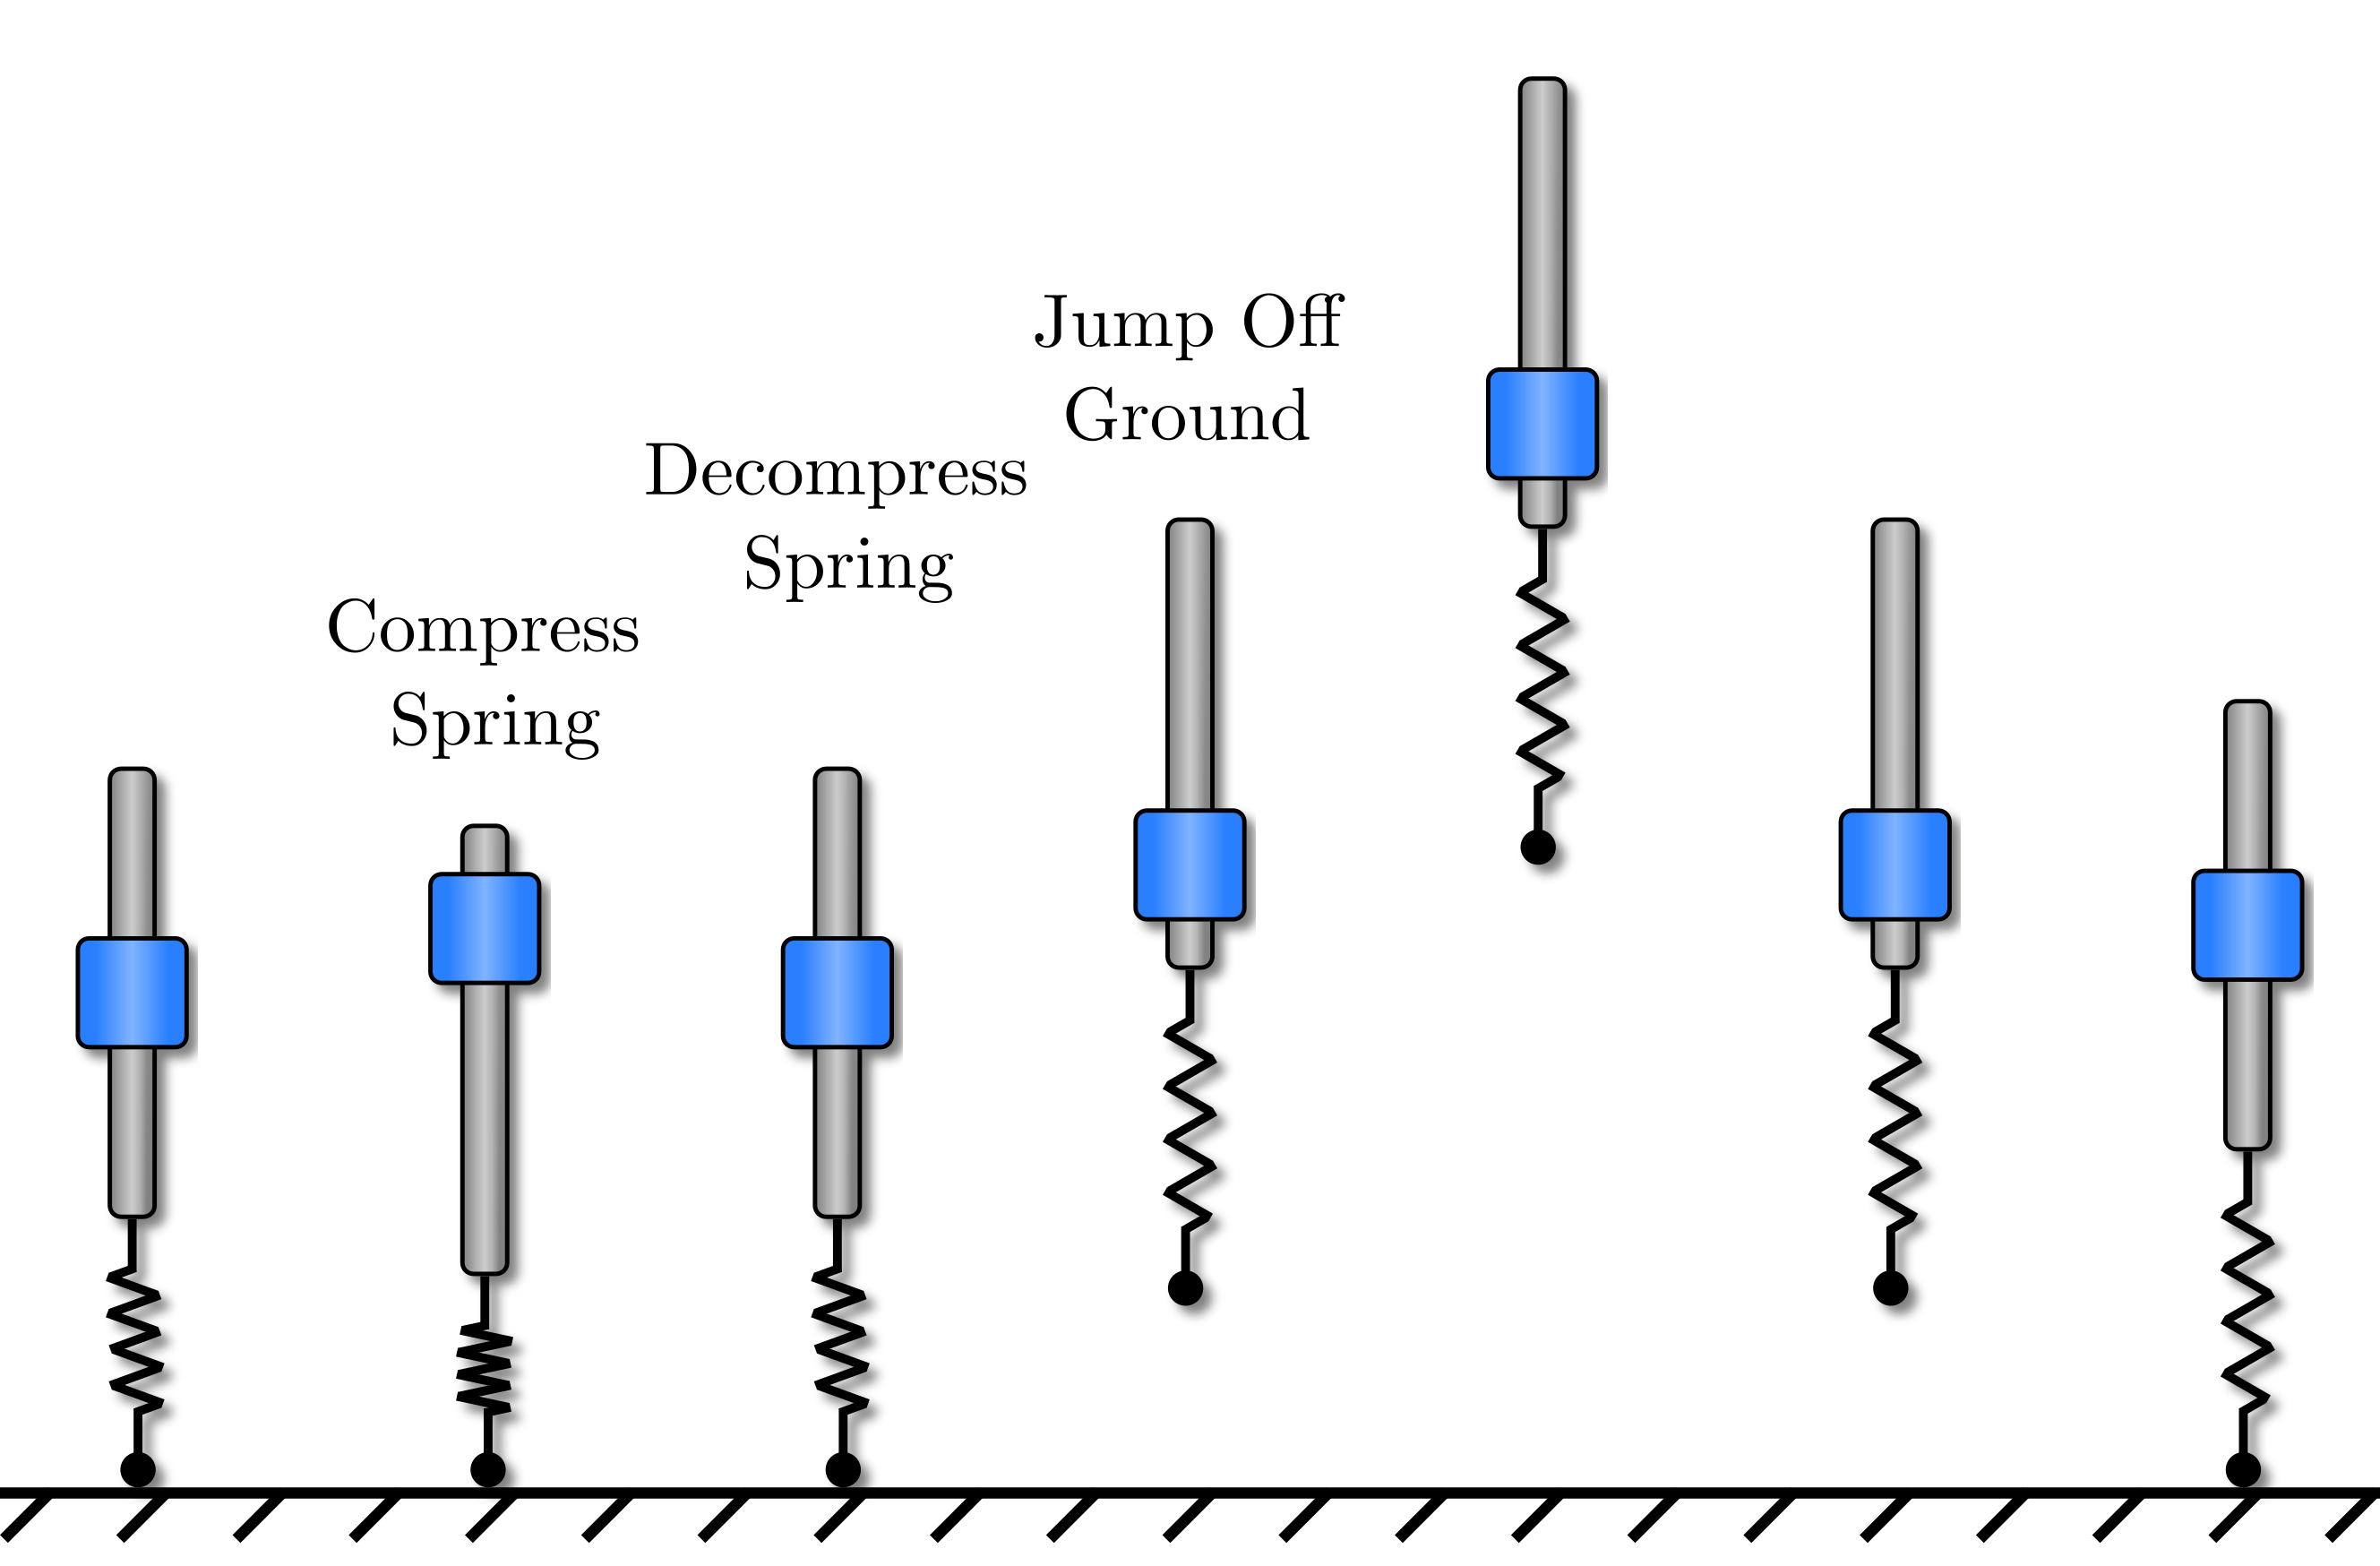 Compress
Spring
Decompress
Spring
Jump Off
Ground